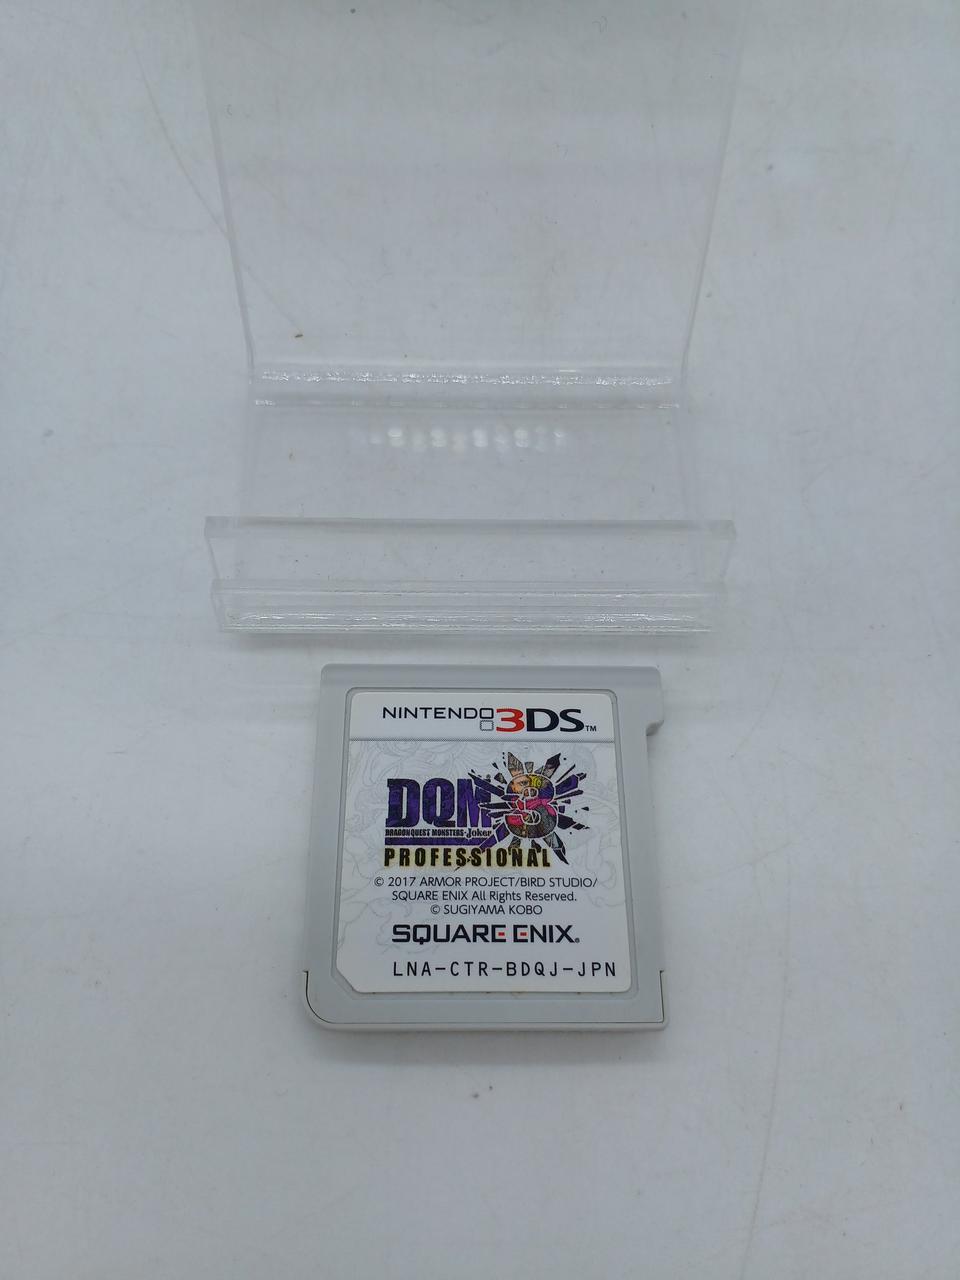 NINTENDO 3DS™
DQM 3
DRAGON QUEST MONSTERS-Joker
PROFESSIONAL
© 2017 ARMOR PROJECT/BIRD STUDIO/
SQUARE ENIX All Rights Reserved.
© SUGIYAMA KOBO
SQUARE ENIX®
LNA-CTR-BDQJ-JPN